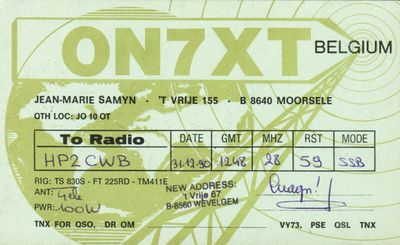 ON7XT
BELGIUM
JEAN-MARIE SAMYN - 'T VRIJE 155 - B 8640 MOORSELE
QTH LOC: JO 10 OT
To Radio DATE GMT MHZ RST MODE
HP2CWB 31.12.90 1248 28 59 SSB
RIG: TS 830S - FT 225RD - TM411E
ANT:
PWR: 100W
NEW ADDRESS:
't Vrije 67
B-8560 WEVELGEM
TNX FOR QSO, DR OM VY73. PSE QSL TNX